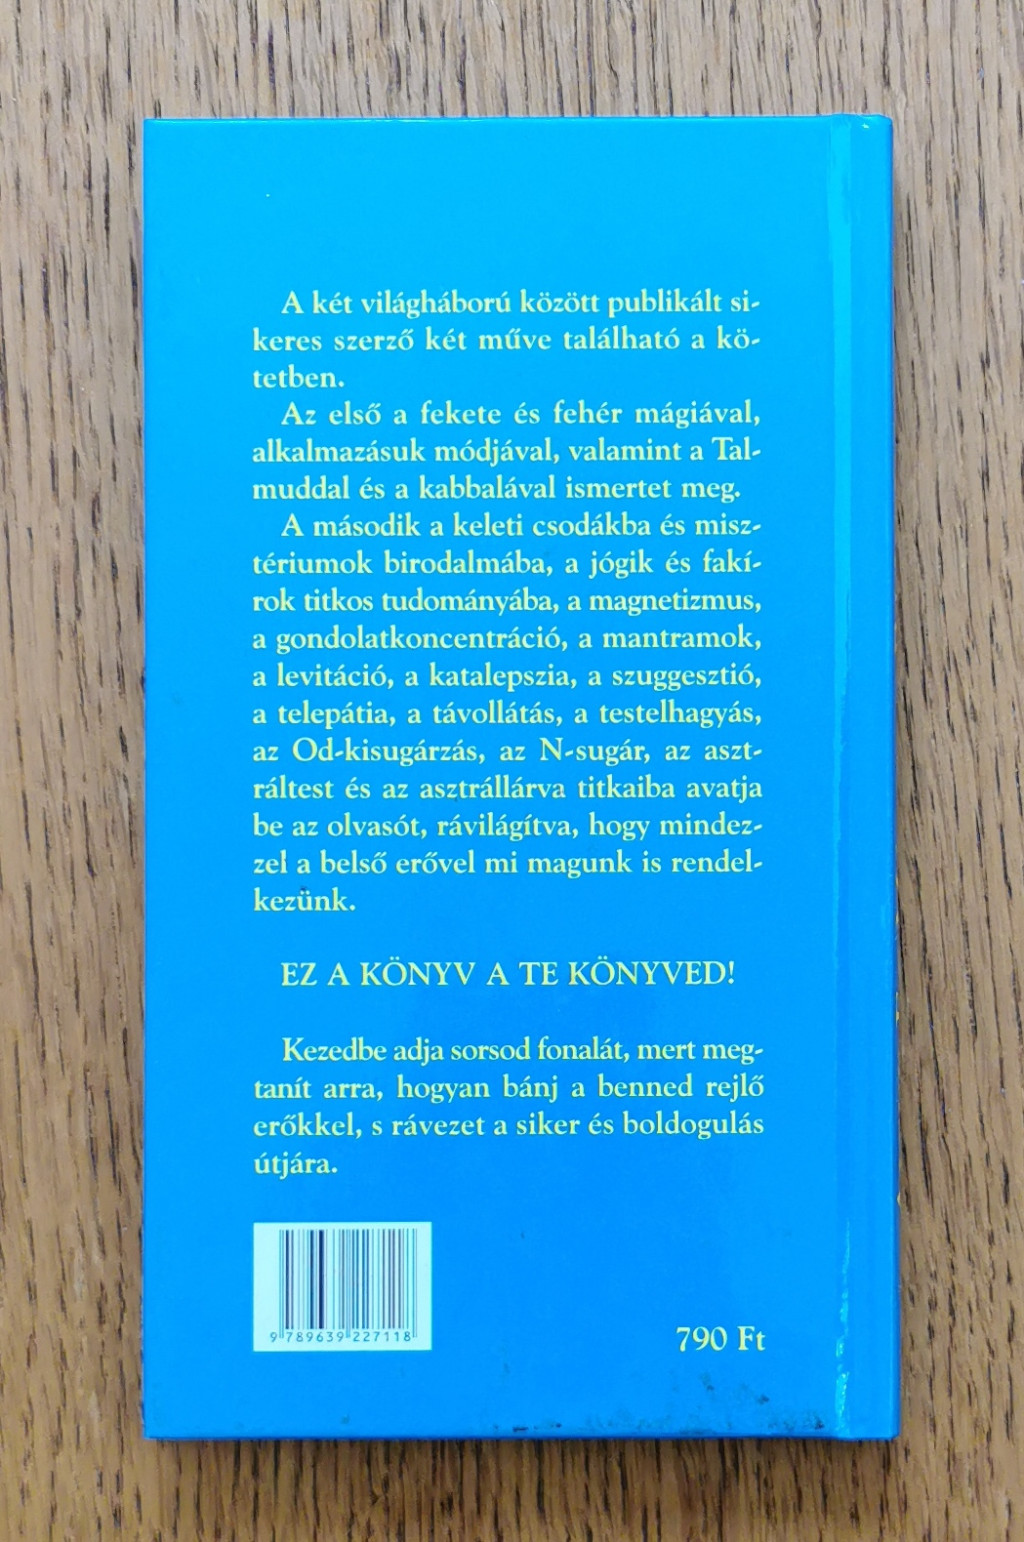 A két világháború között publikált si-
keres szerző két műve található a kö-
tetben.
Az első a fekete és fehér mágiával,
alkalmazásuk módjával, valamint a Tal-
muddal és a kabbalával ismertet meg.
A második a keleti csodákba és misz-
tériumok birodalmába, a jógik és fakí-
rok titkos tudományába, a magnetizmus,
a gondolatkoncentráció, a mantramok,
a levitáció, a katalepszia, a szuggesztió,
a telepátia, a távollátás, a testelhagyás,
az Od-kisugárzás, az N-sugár, az aszt-
ráltest és az asztrállárva titkaiba avatja
be az olvasót, rávilágítva, hogy mindez-
zel a belső erővel mi magunk is rendel-
kezünk.
EZ A KÖNYV A TE KÖNYVED!
Kezedbe adja sorsod fonalát, mert meg-
tanít arra, hogyan bánj a benned rejlő
erőkkel, s rávezet a siker és boldogulás
útjára.
9 789639 227118
790 Ft